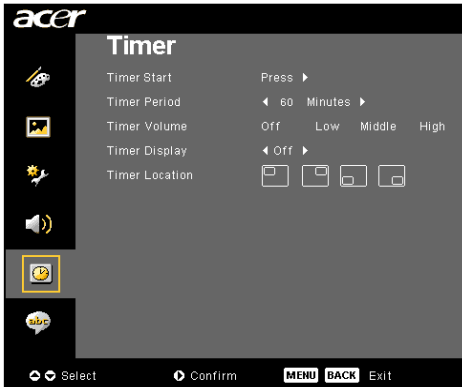 acer
Timer
Timer Start Press
Timer Period 60 Minutes
Timer Volume Off Low Middle High
Timer Display Off
Timer Location
abc
Select Confirm MENU BACK Exit